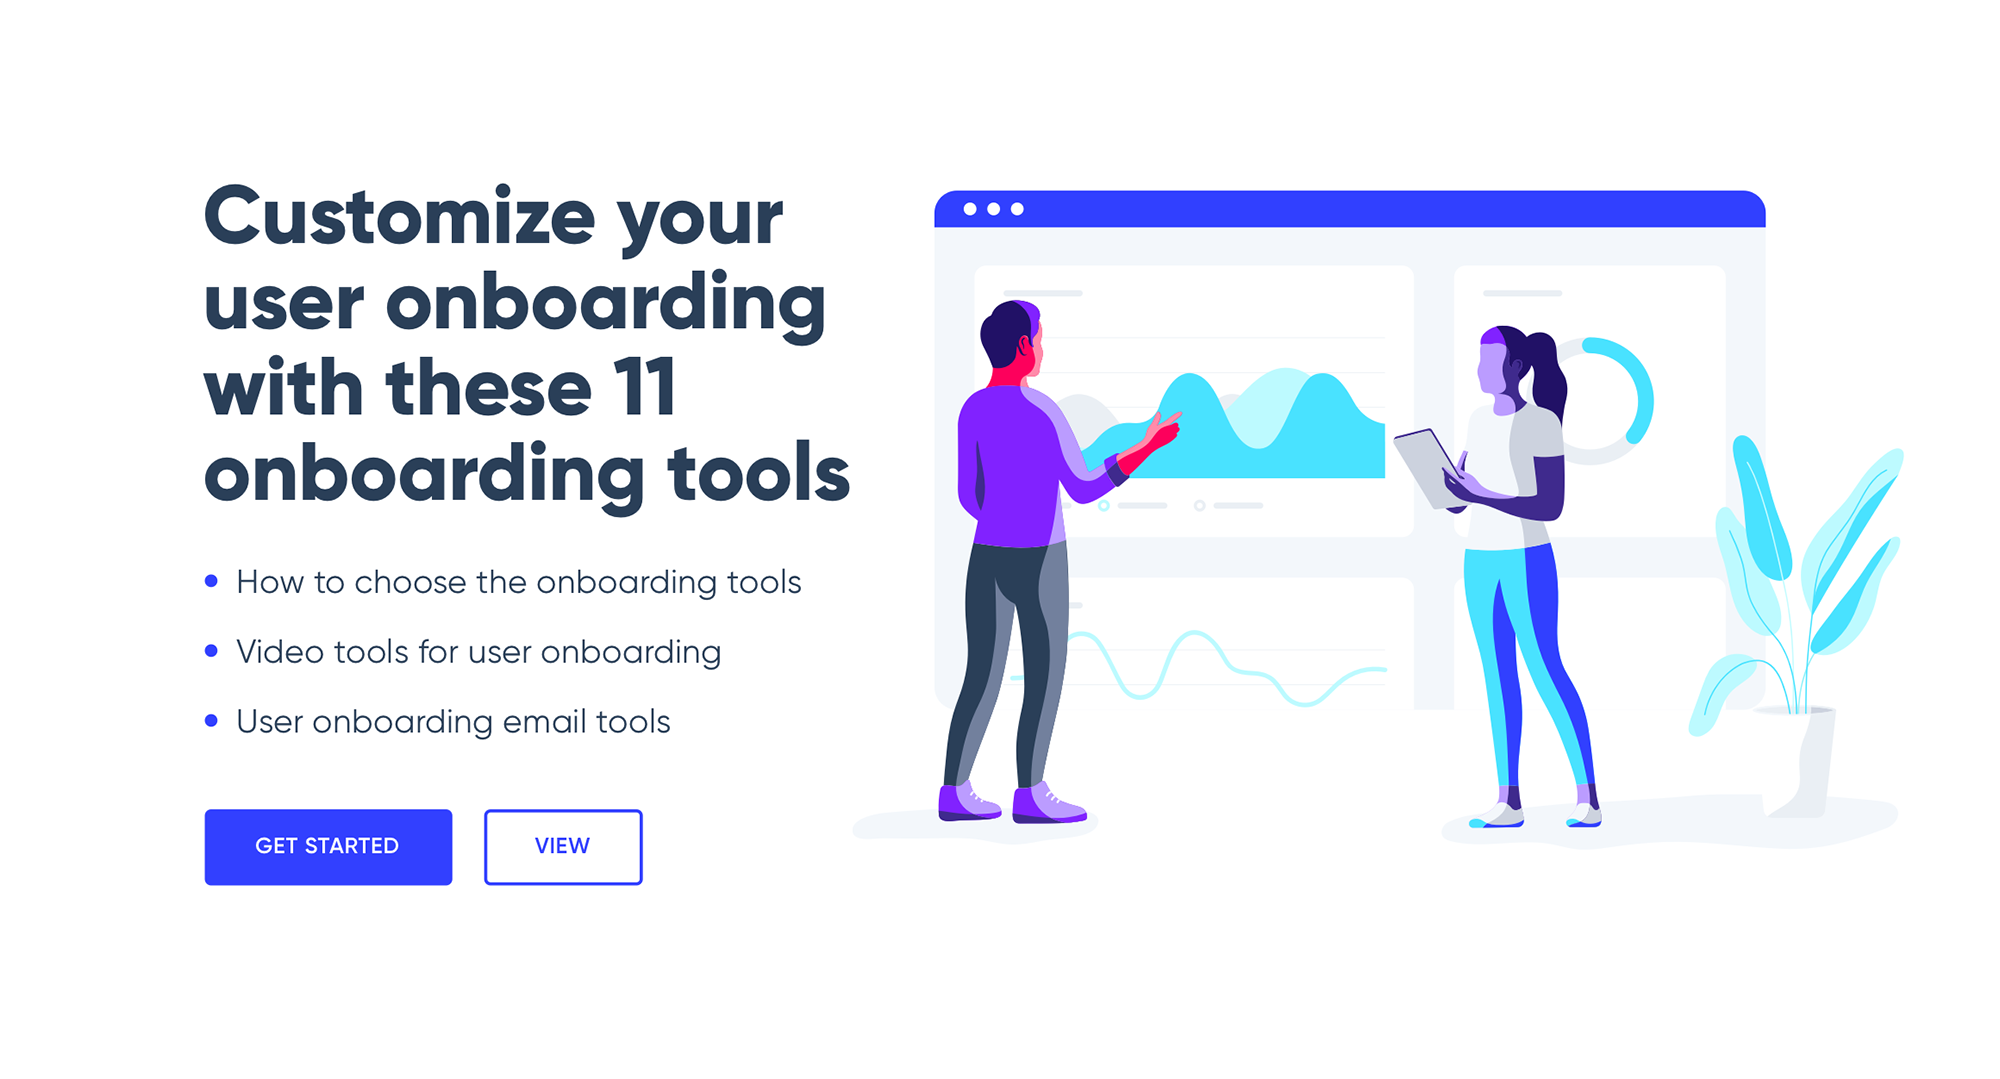 Customize your
user onboarding
with these 11
onboarding tools
How to choose the onboarding tools
Video tools for user onboarding
User onboarding email tools
GET STARTED
VIEW